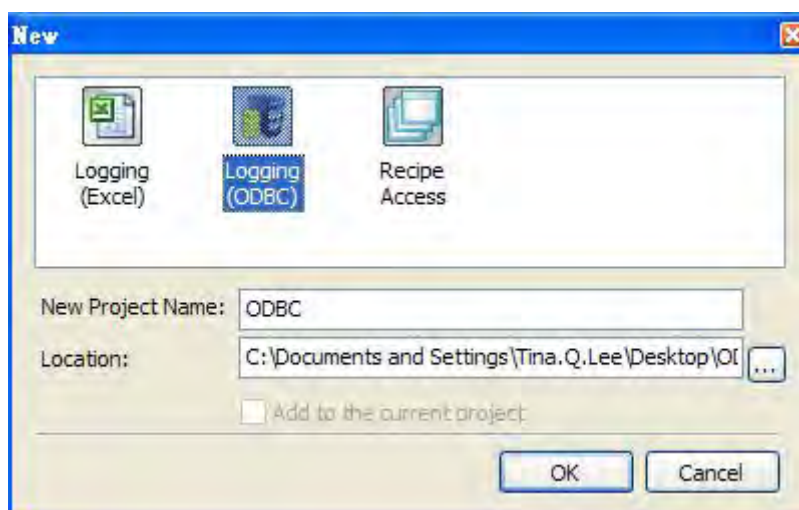 New
Logging
(Excel)
Logging
(ODBC)
Recipe
Access
New Project Name:
ODBC
Location:
C:\Documents and Settings\Tina.Q.Lee\Desktop\OI
...
Add to the current project
OK
Cancel